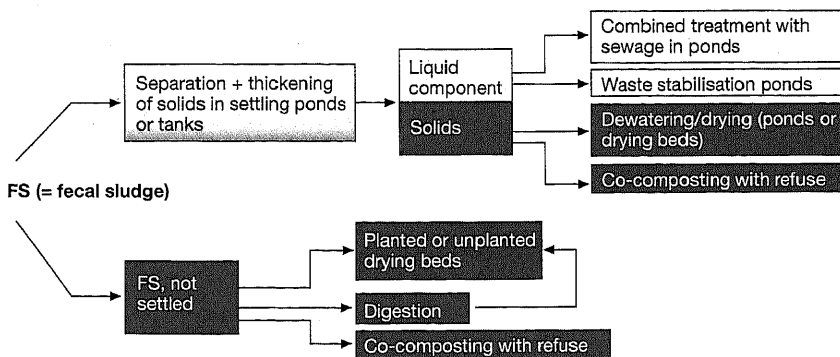 Combined treatment with
sewage in ponds
Separation + thickening
of solids in settling ponds
or tanks
Liquid
component
Waste stabilisation ponds
Solids
Dewatering/drying (ponds or
drying beds)
Co-composting with refuse
FS (= fecal sludge)
Planted or unplanted
drying beds
FS, not
settled
Digestion
Co-composting with refuse